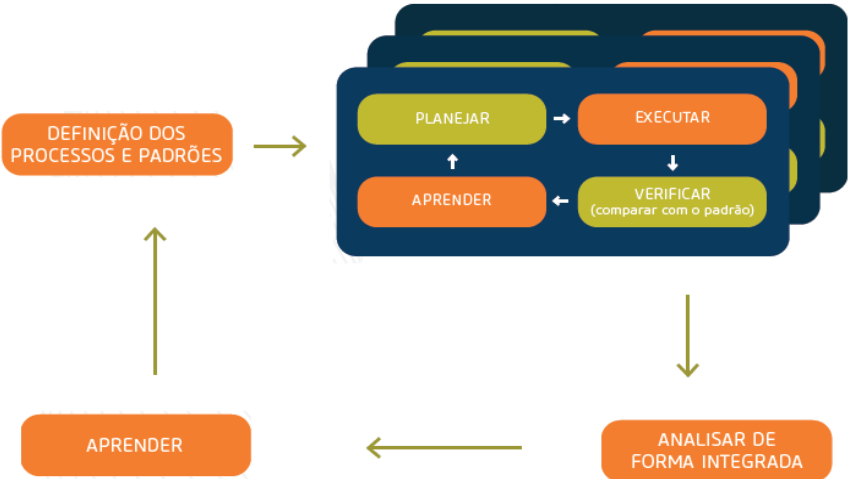 DEFINIÇÃO DOS
PROCESSOS E PADRÕES
PLANEJAR
EXECUTAR
APRENDER
VERIFICAR
(comparar com o padrão)
APRENDER
ANALISAR DE
FORMA INTEGRADA